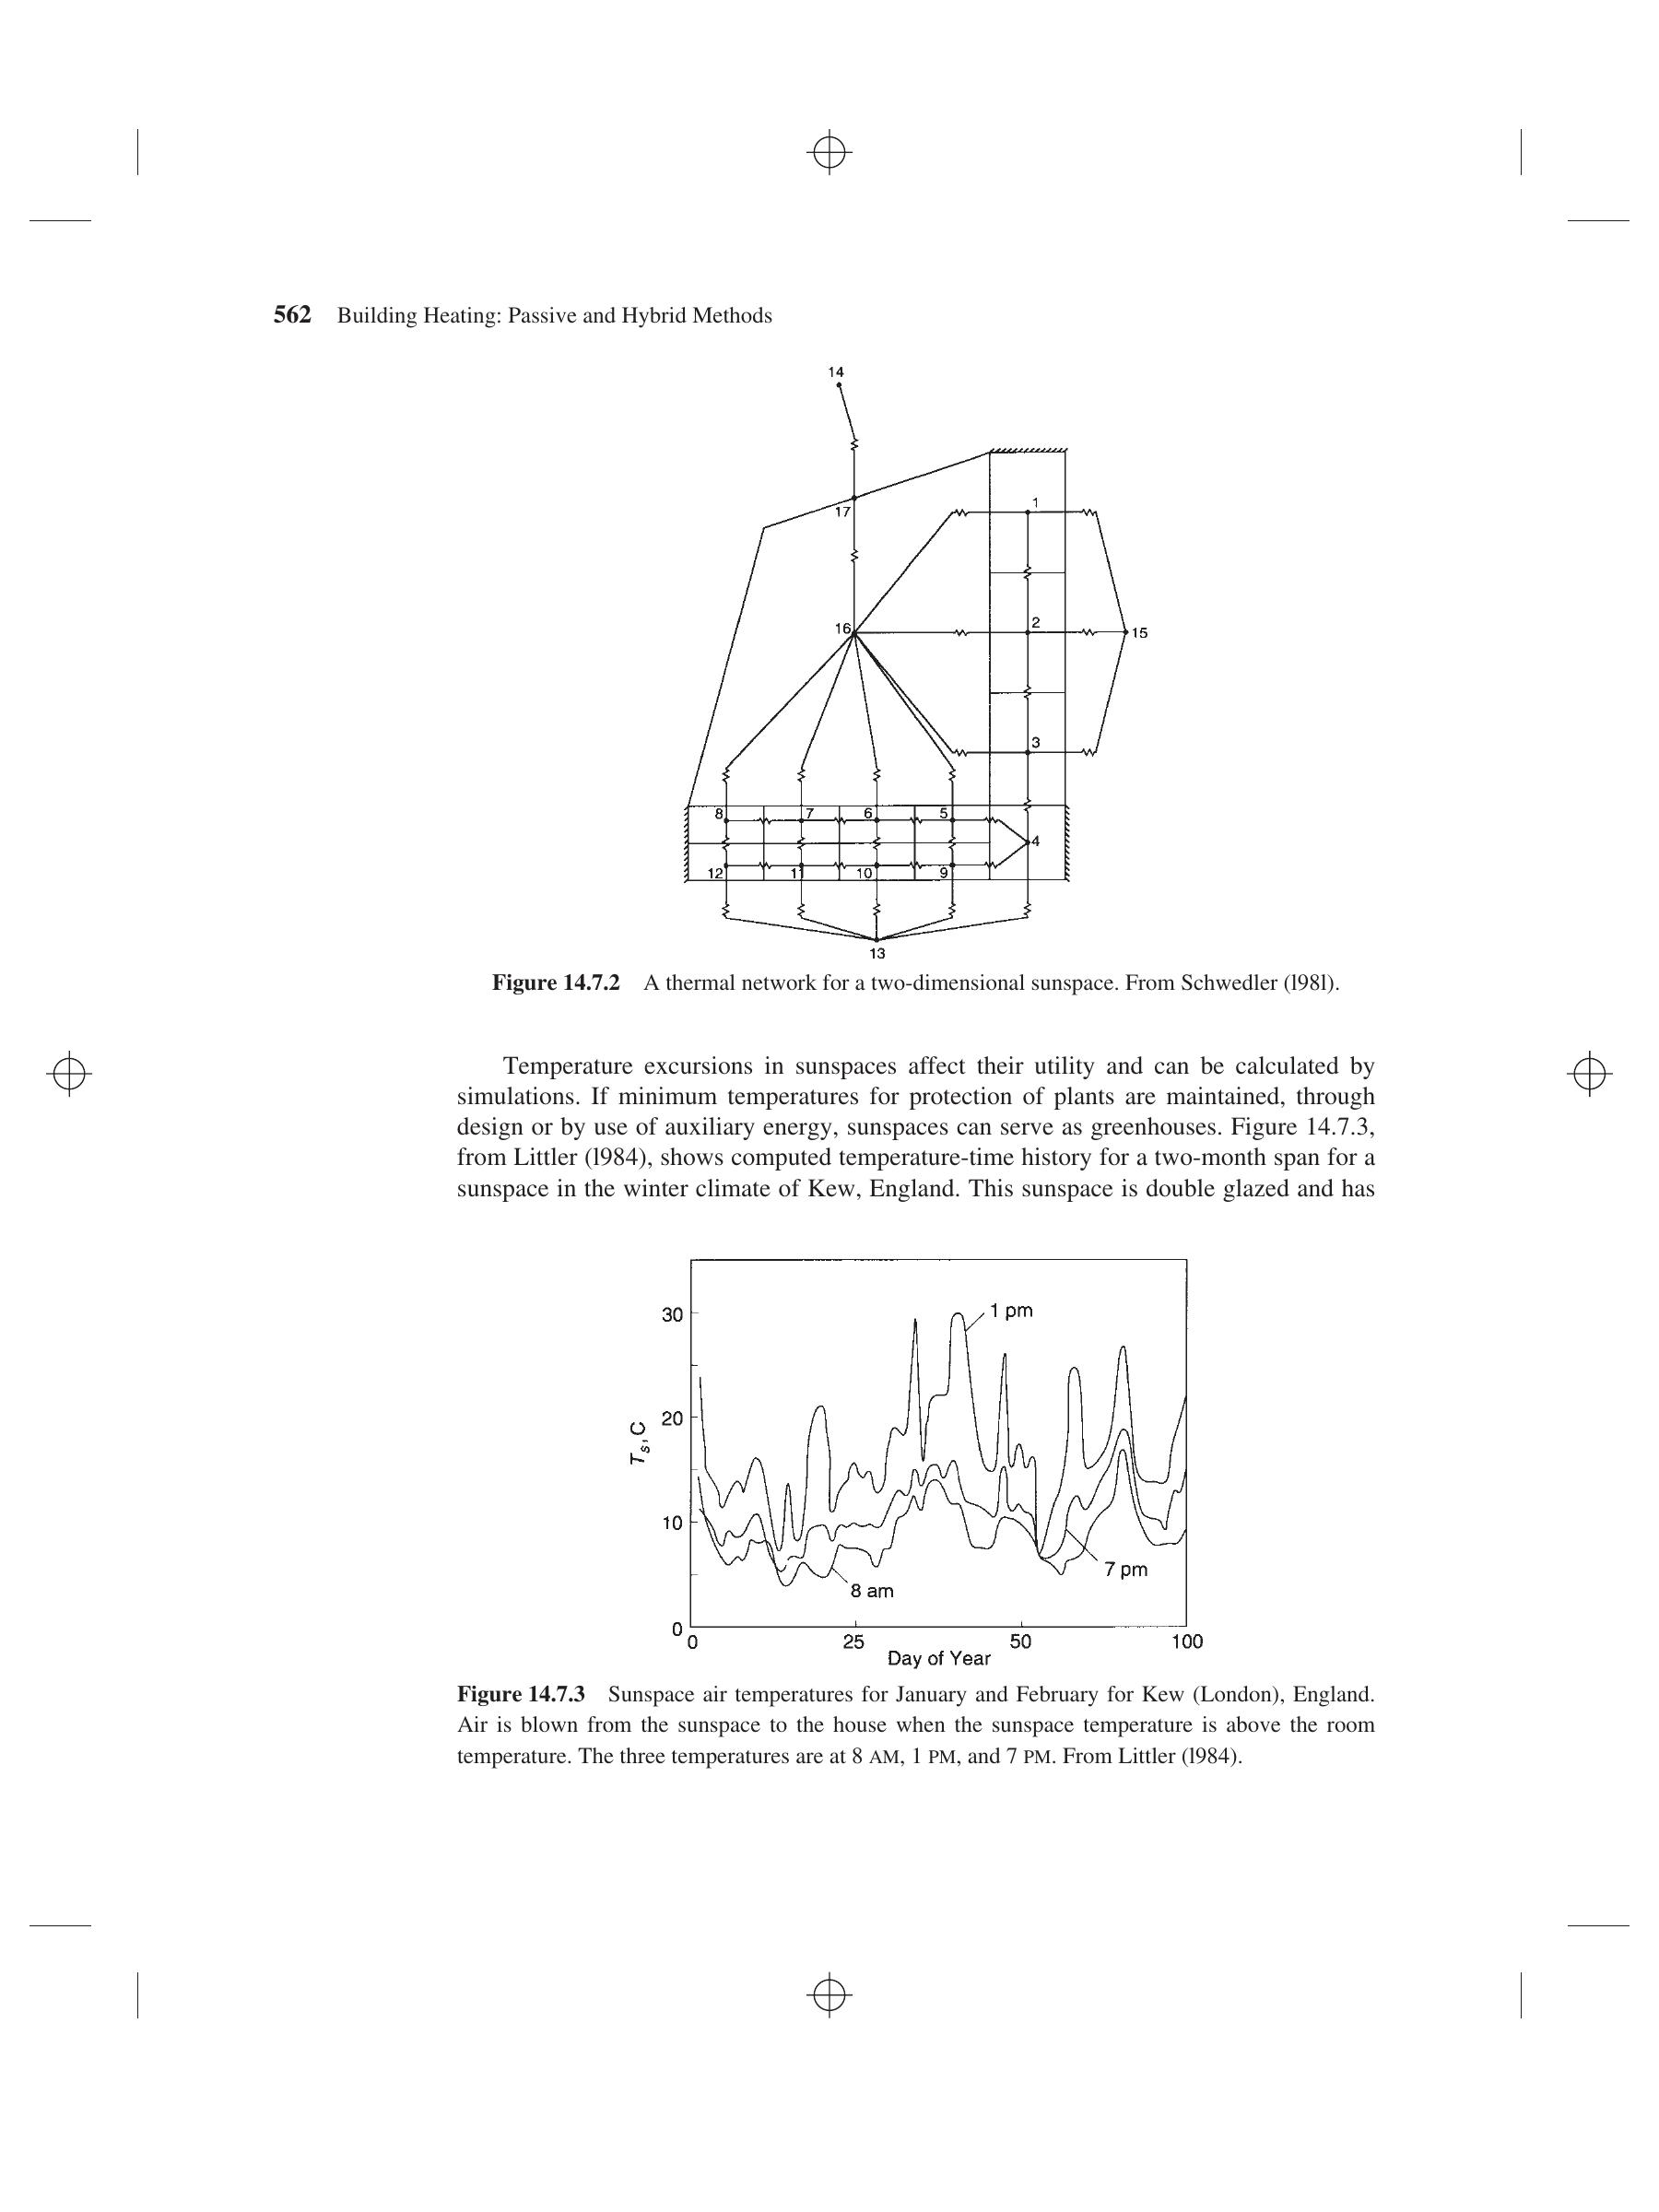 562 Building Heating: Passive and Hybrid Methods
14
17
1
16
2
15
3
8
7
6
5
4
12
11
10
9
13
Figure 14.7.2 A thermal network for a two-dimensional sunspace. From Schwedler (l98l).
Temperature excursions in sunspaces affect their utility and can be calculated by
simulations. If minimum temperatures for protection of plants are maintained, through
design or by use of auxiliary energy, sunspaces can serve as greenhouses. Figure 14.7.3,
from Littler (l984), shows computed temperature-time history for a two-month span for a
sunspace in the winter climate of Kew, England. This sunspace is double glazed and has
30
1 pm
20
Ts, C
10
7 pm
8 am
0
0 25 50 100
Day of Year
Figure 14.7.3 Sunspace air temperatures for January and February for Kew (London), England.
Air is blown from the sunspace to the house when the sunspace temperature is above the room
temperature. The three temperatures are at 8 AM, 1 PM, and 7 PM. From Littler (l984).